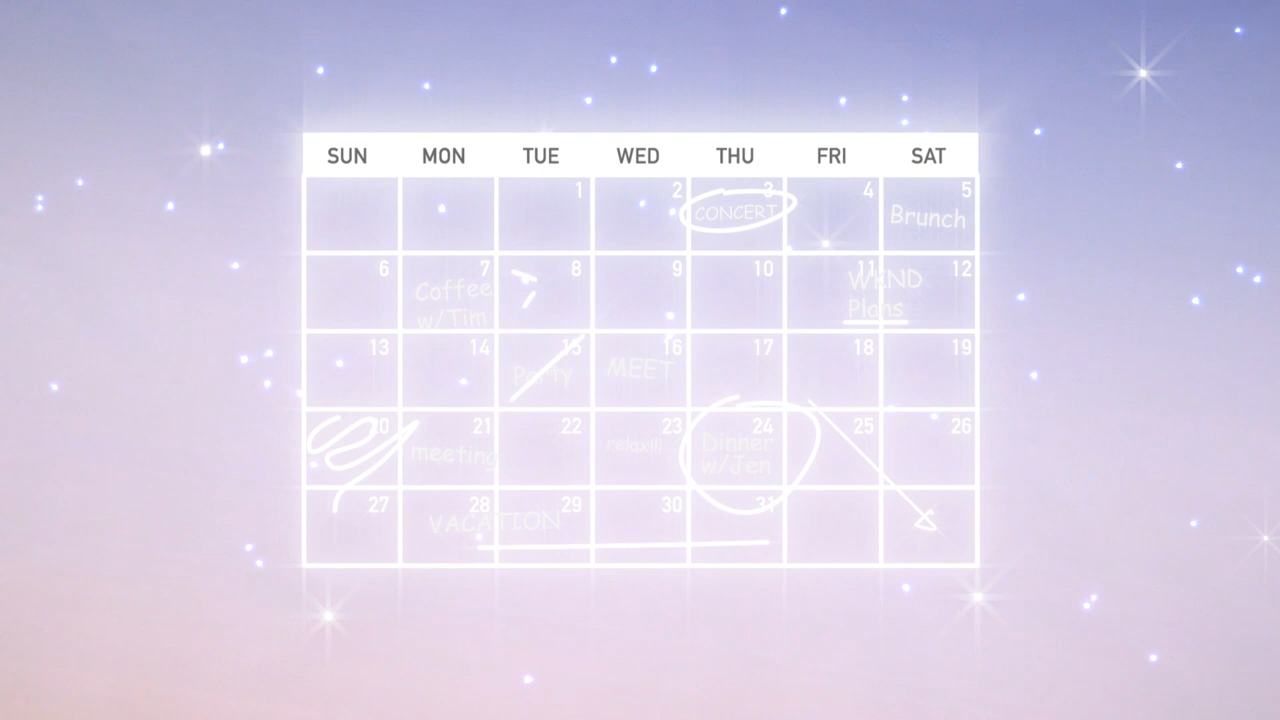 SUN MON TUE WED THU FRI SAT
1 2 3 4 5
CONCERT Brunch
6 7 8 9 10 11 12
Coffee WKND
w/Tim Plans
13 14 15 16 17 18 19
Party MEET
20 21 22 23 24 25 26
meeting relax!!! Dinner
w/Jen
27 28 29 30 31
VACATION